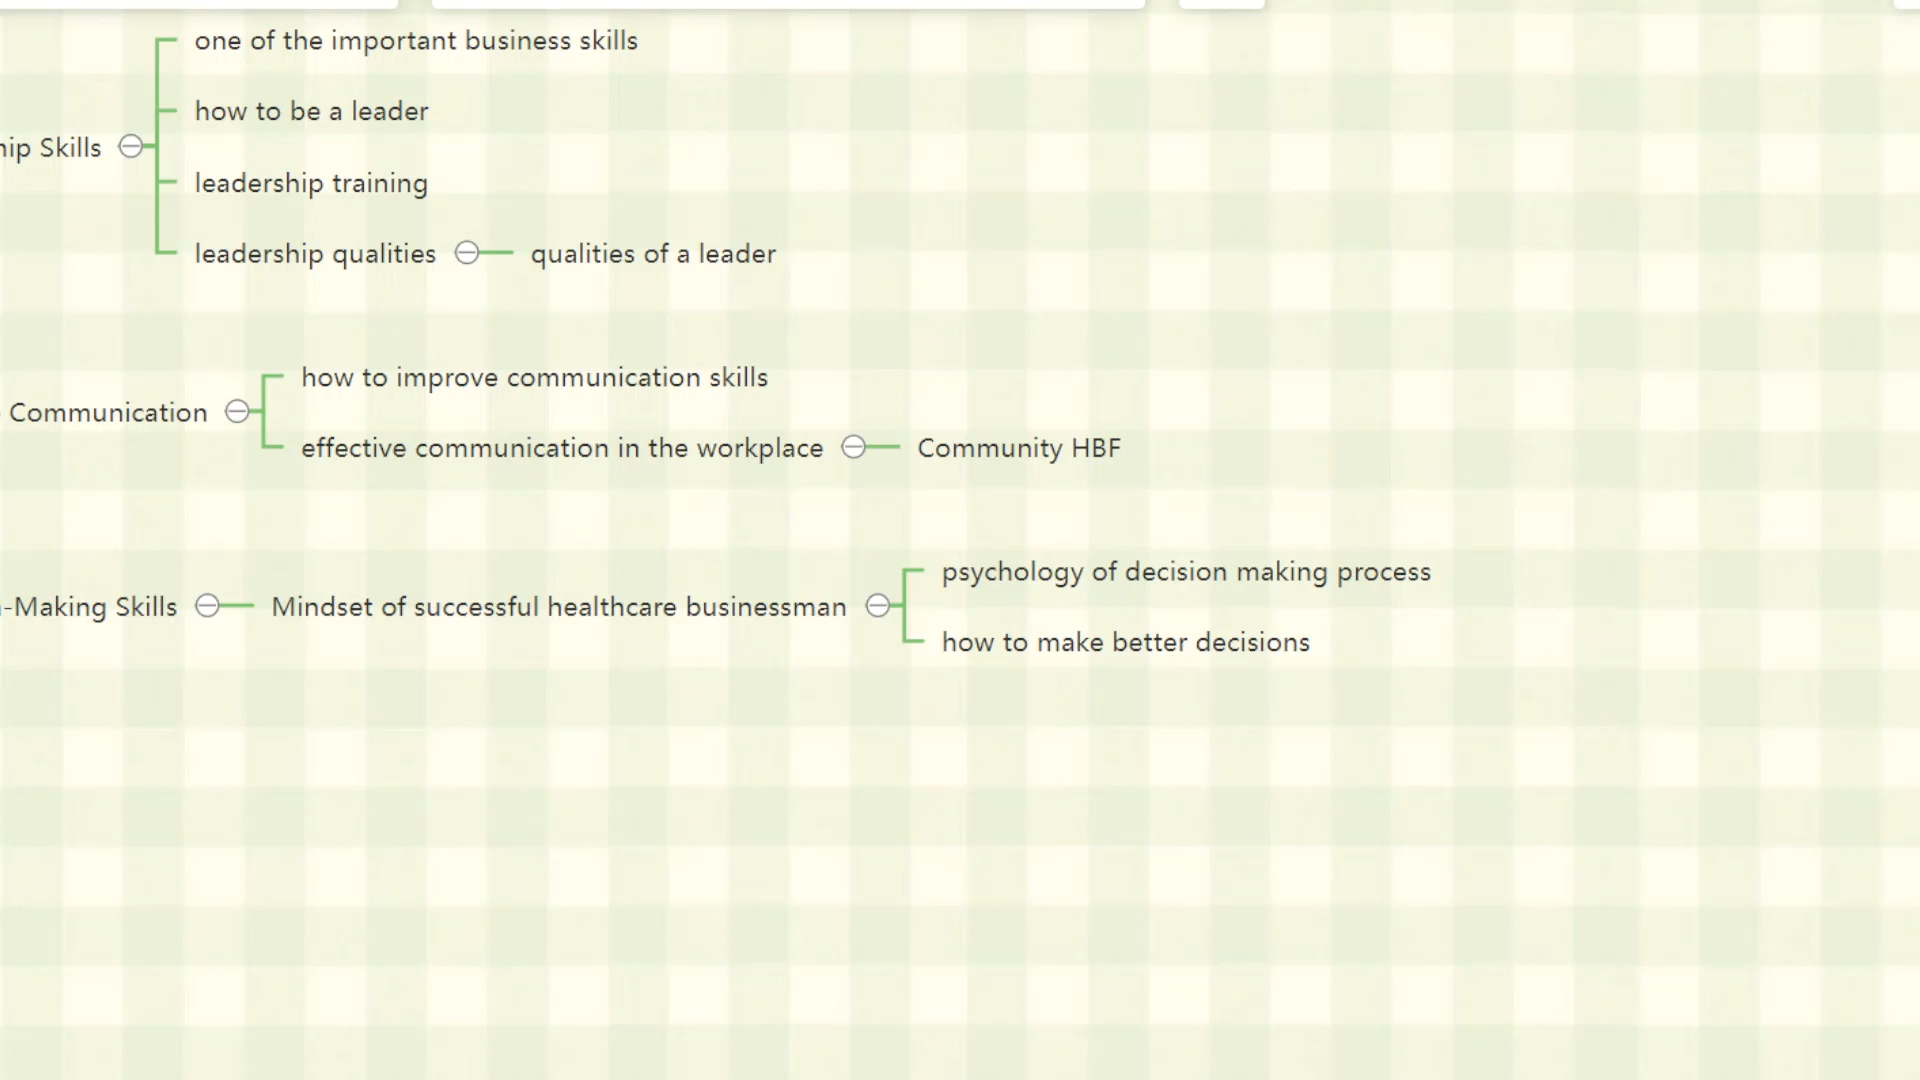 one of the important business skills
how to be a leader
Skills
leadership training
leadership qualities
qualities of a leader
how to improve communication skills
Communication
effective communication in the workplace
Community HBF
psychology of decision making process
-Making Skills
Mindset of successful healthcare businessman
how to make better decisions